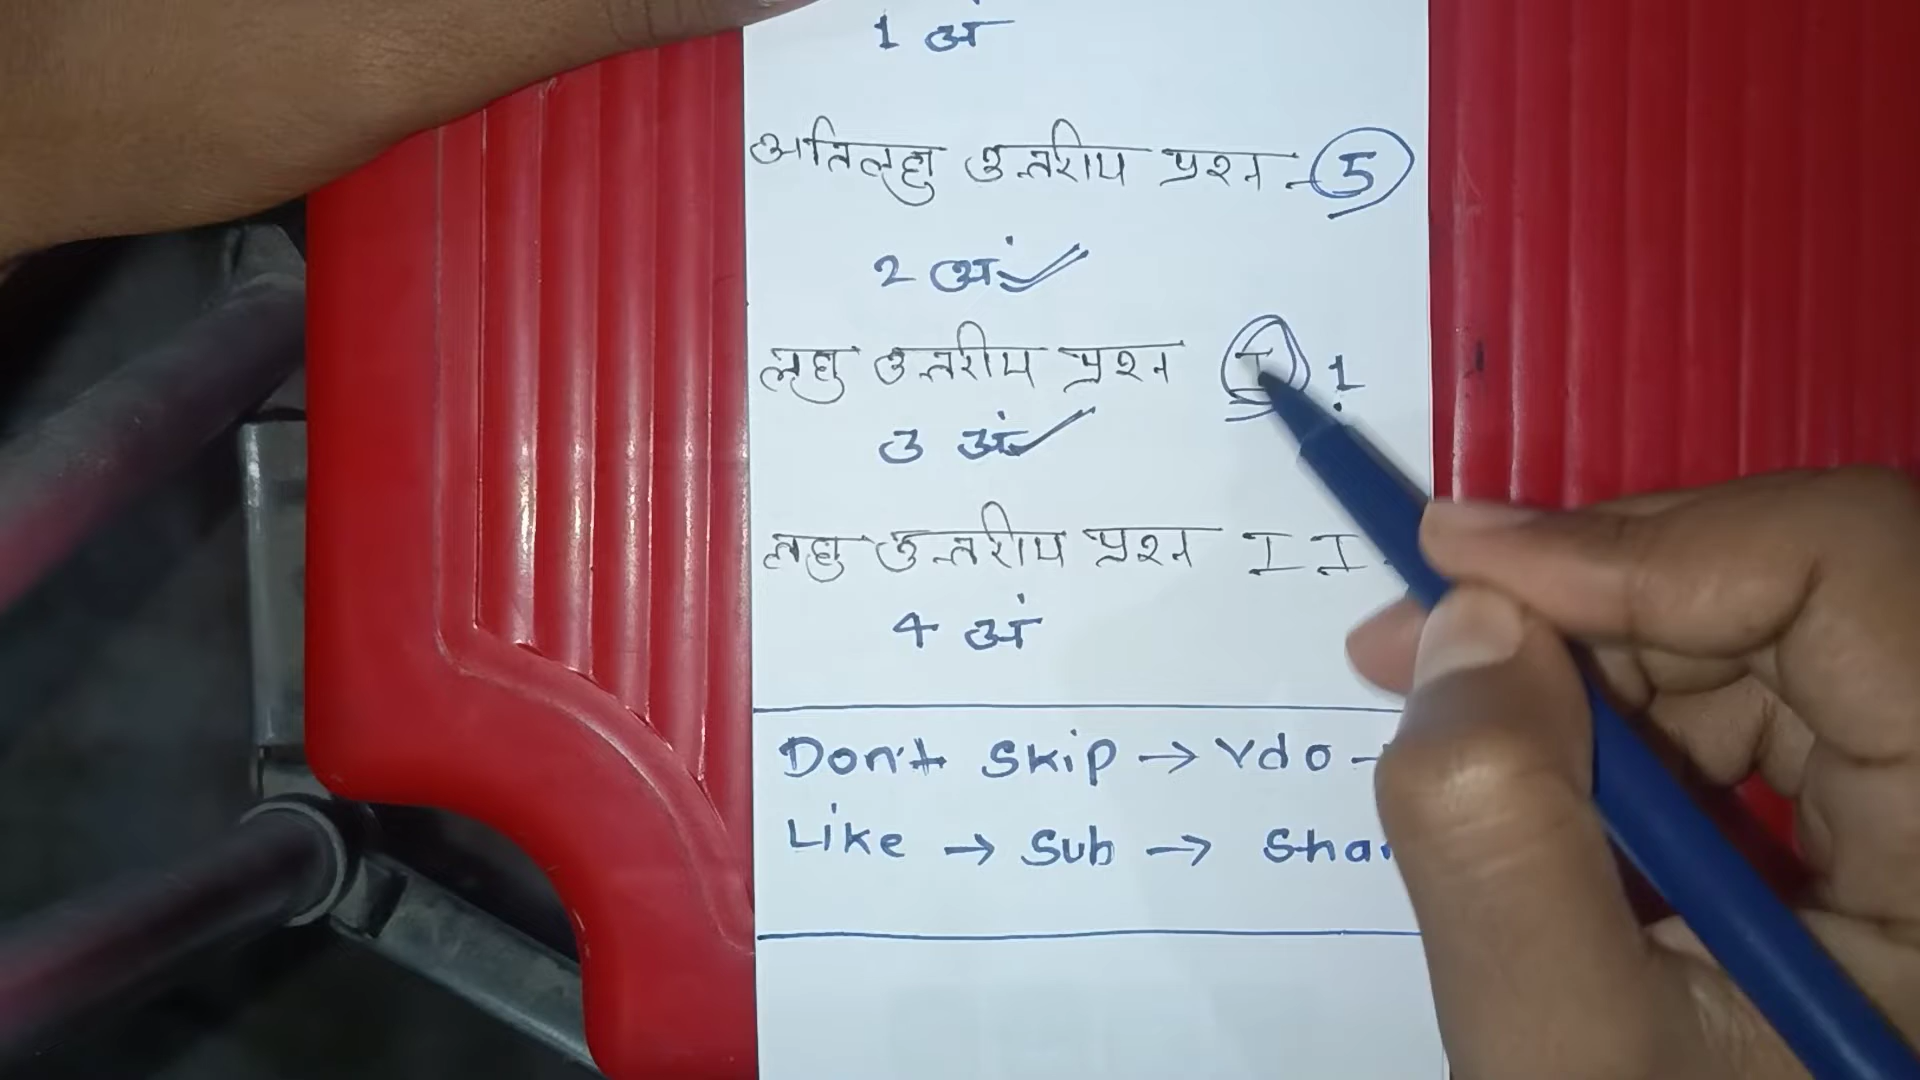 1 अं
अतिलघु उत्तरीय प्रश्न - 5
2 अं
लघु उत्तरीय प्रश्न I 1
3 अं
लघु उत्तरीय प्रश्न I I
4 अं
Don't Skip → Vdo
Like → Sub →